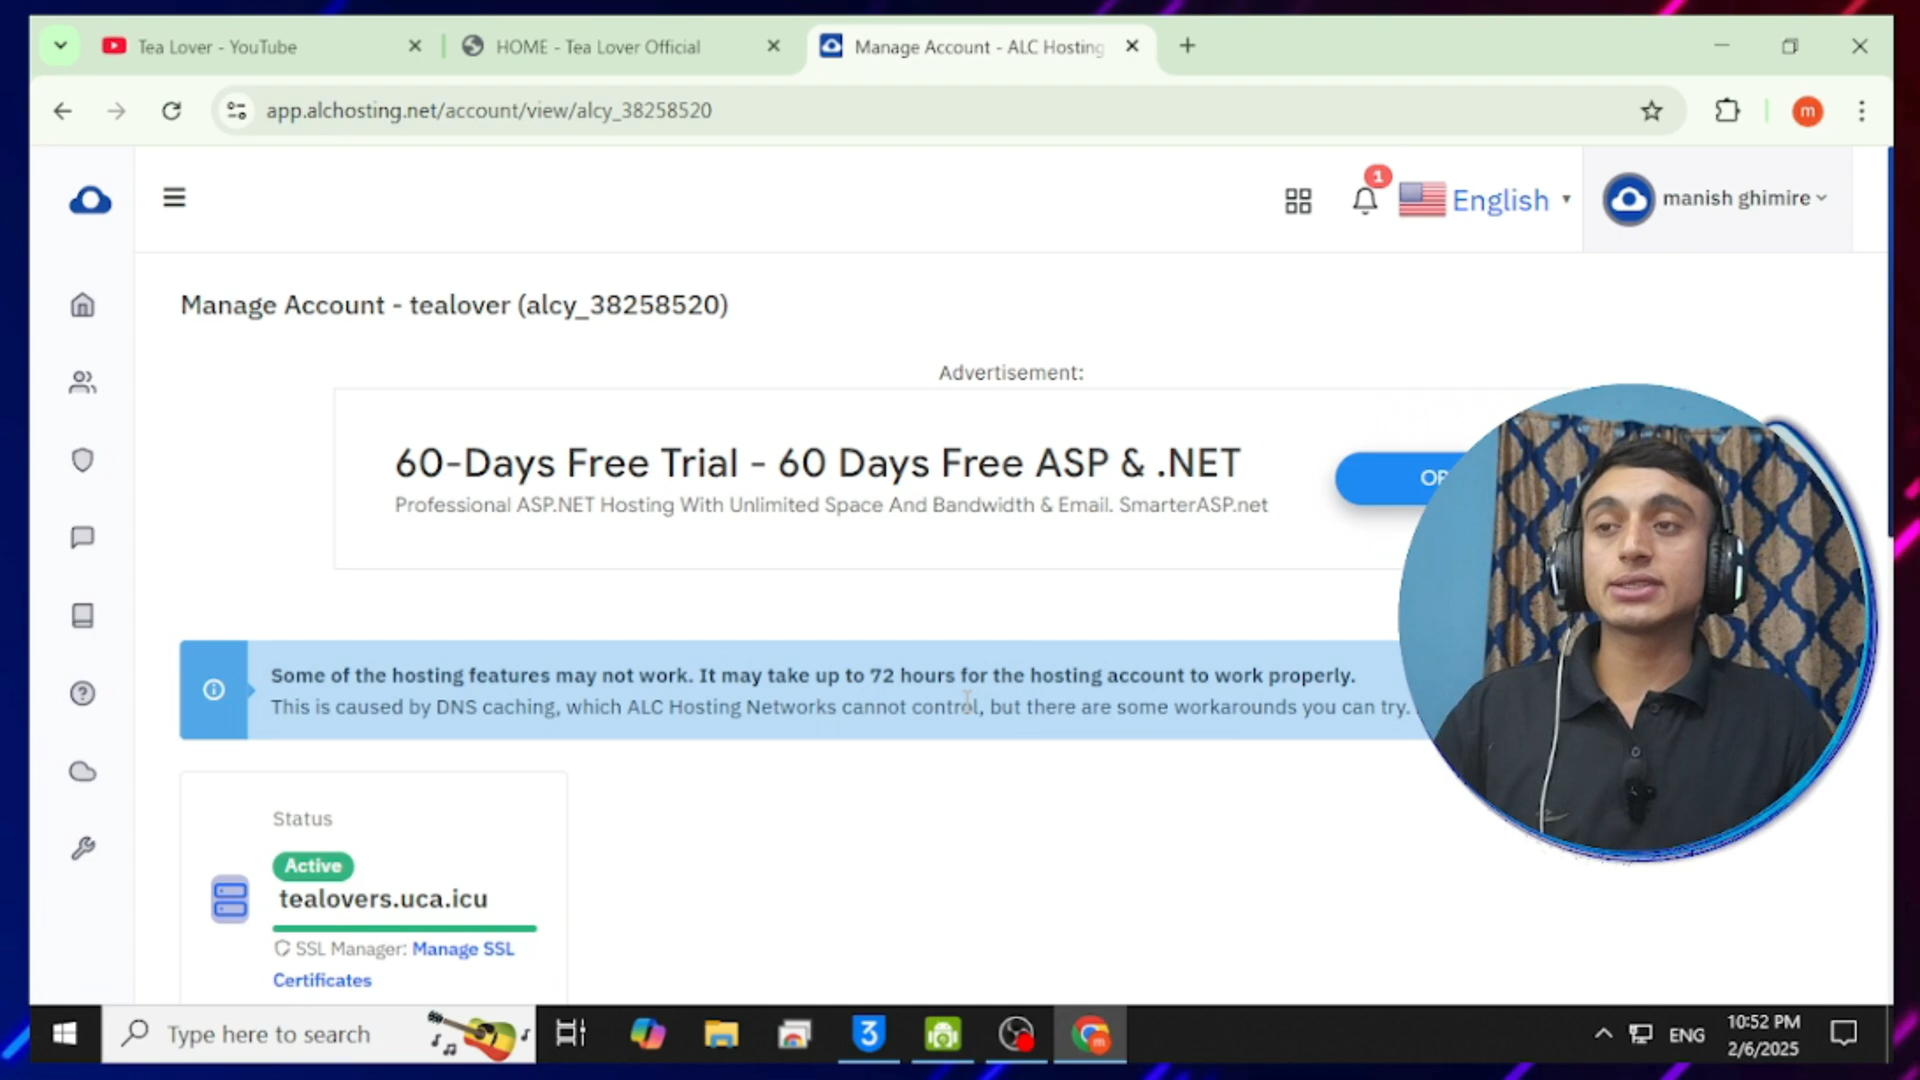 Tea Lover - YouTube
HOME - Tea Lover Official
Manage Account - ALC Hosting
app.alchosting.net/account/view/alcy_38258520
m
1
English
manish ghimire
Manage Account - tealover (alcy_38258520)
Advertisement:
60-Days Free Trial - 60 Days Free ASP & .NET
Professional ASP.NET Hosting With Unlimited Space And Bandwidth & Email. SmarterASP.net
Some of the hosting features may not work. It may take up to 72 hours for the hosting account to work properly.
This is caused by DNS caching, which ALC Hosting Networks cannot control, but there are some workarounds you can try.
Status
Active
tealovers.uca.icu
SSL Manager: Manage SSL
Certificates
Type here to search
3
m
ENG
10:52 PM
2/6/2025